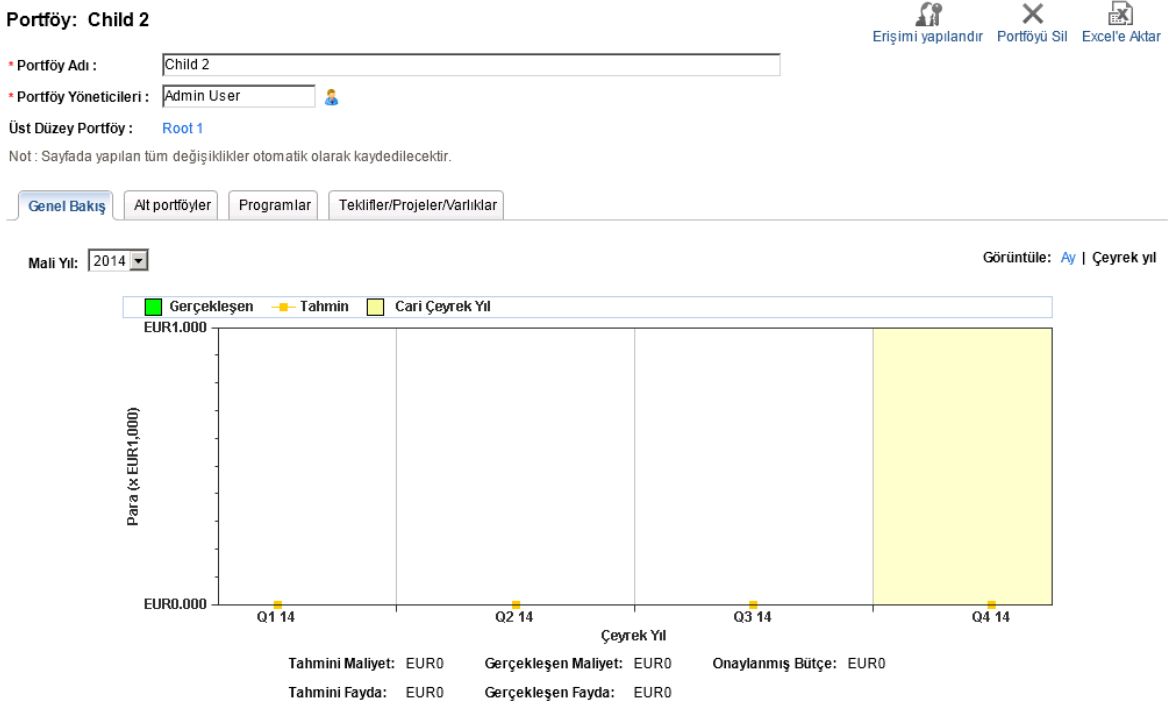 Portföy: Child 2
Erişimi yapılandır Portföyü Sil Excel'e Aktar
* Portföy Adı : Child 2
* Portföy Yöneticileri : Admin User
Üst Düzey Portföy : Root 1
Not : Sayfada yapılan tüm değişiklikler otomatik olarak kaydedilecektir.
Genel Bakış Alt portföyler Programlar Teklifler/Projeler/Varlıklar
Mali Yıl: 2014 Görüntüle: Ay | Çeyrek yıl
Gerçekleşen Tahmin Cari Çeyrek Yıl
EUR1.000
Para (x EUR1,000)
EUR0.000
Q1 14 Q2 14 Q3 14 Q4 14
Çeyrek Yıl
Tahmini Maliyet: EUR0 Gerçekleşen Maliyet: EUR0 Onaylanmış Bütçe: EUR0
Tahmini Fayda: EUR0 Gerçekleşen Fayda: EUR0